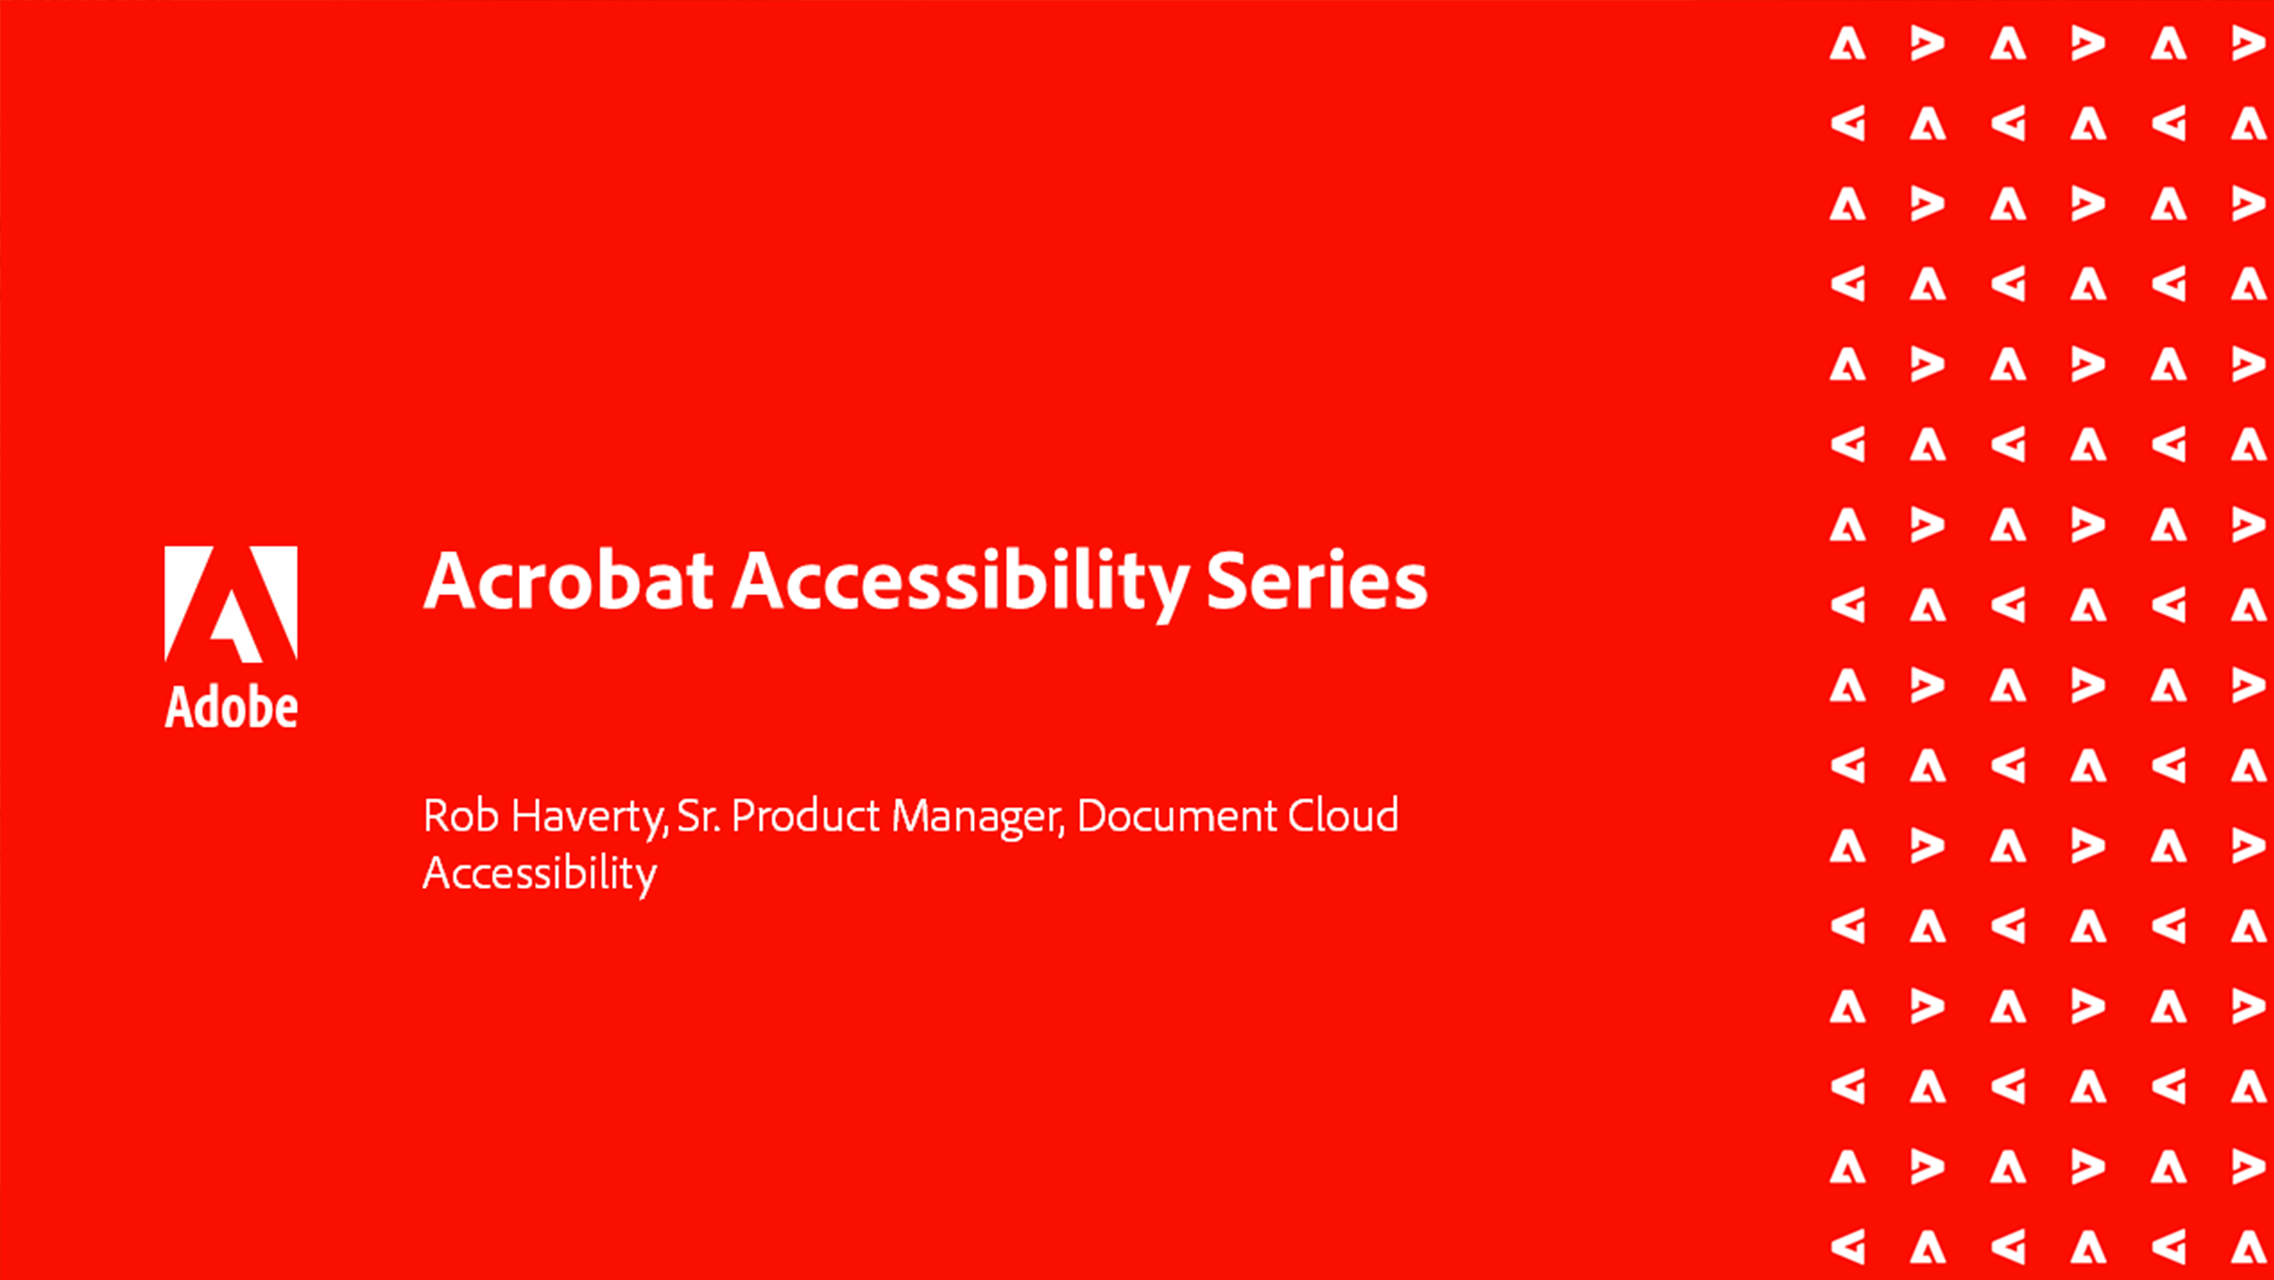 Acrobat Accessibility Series
Adobe
Rob Haverty, Sr. Product Manager, Document Cloud
Accessibility